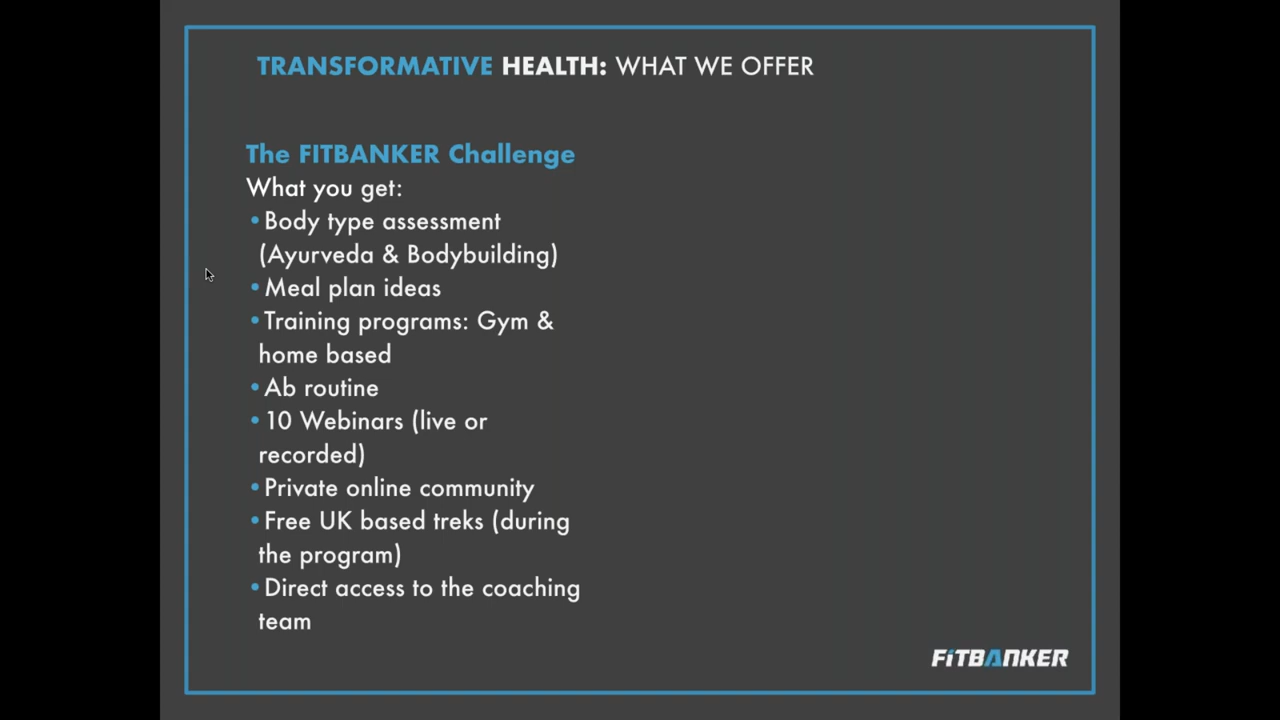 TRANSFORMATIVE HEALTH: WHAT WE OFFER
The FITBANKER Challenge
What you get:
•Body type assessment
(Ayurveda & Bodybuilding)
•Meal plan ideas
•Training programs: Gym &
home based
•Ab routine
•10 Webinars (live or
recorded)
•Private online community
•Free UK based treks (during
the program)
•Direct access to the coaching
team
FiTBANKER